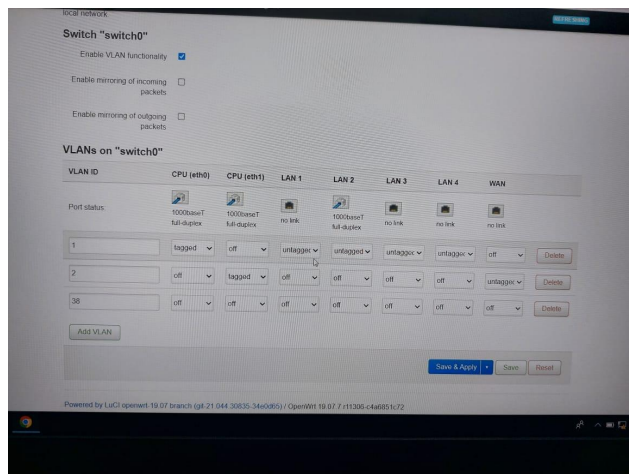 local network.
REFRESHING
Switch "switch0"
Enable VLAN functionality
Enable mirroring of incoming
packets
Enable mirroring of outgoing
packets
VLANs on "switch0"
VLAN ID CPU (eth0) CPU (eth1) LAN 1 LAN 2 LAN 3 LAN 4 WAN
Port status:
1000baseT 1000baseT no link 1000baseT no link no link no link
full-duplex full-duplex full-duplex
1 tagged off untaggec untagged untaggec untaggec off Delete
2 off tagged off off off off untaggec Delete
38 off off off off off off off Delete
Add VLAN
Save & Apply Save Reset
Powered by LuCI openwrt-19.07 branch (git-21.044.30835-34e0d65) / OpenWrt 19.07.7 r11306-c4a6851c72